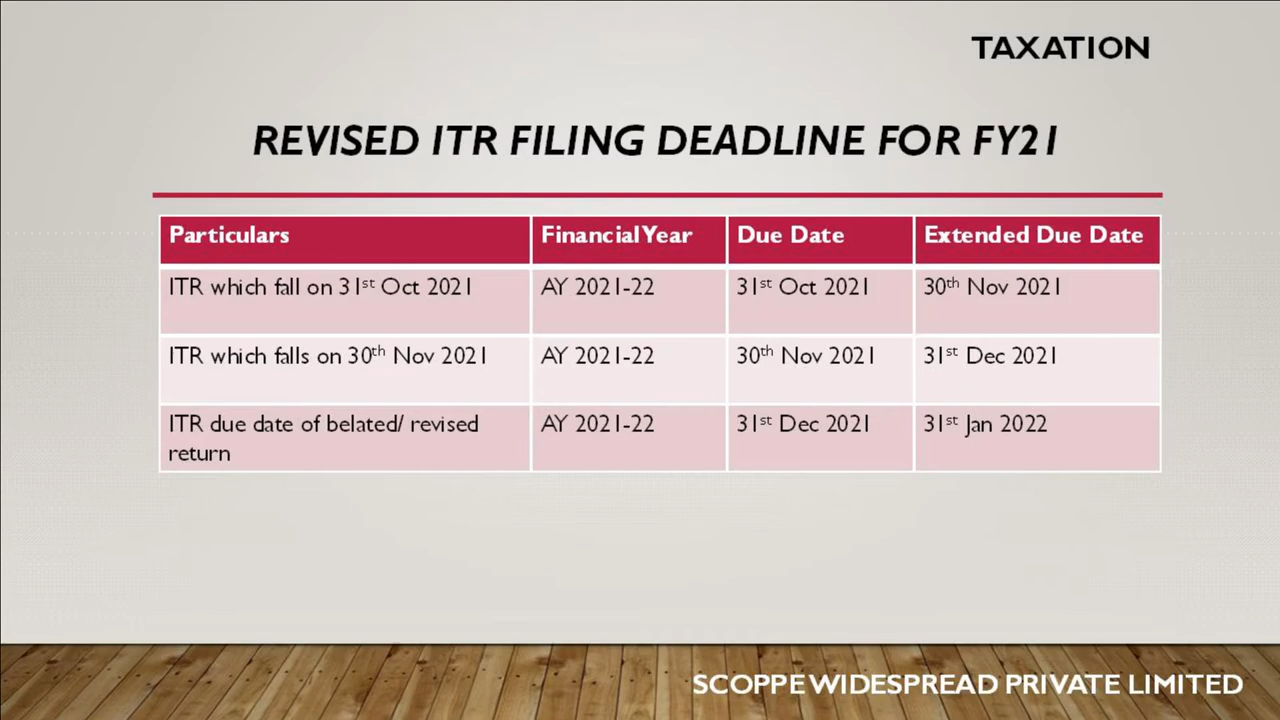 TAXATION
REVISED ITR FILING DEADLINE FOR FY21
Particulars Financial Year Due Date Extended Due Date
ITR which fall on 31st Oct 2021 AY 2021-22 31st Oct 2021 30th Nov 2021
ITR which falls on 30th Nov 2021 AY 2021-22 30th Nov 2021 31st Dec 2021
ITR due date of belated/ revised AY 2021-22 31st Dec 2021 31st Jan 2022
return
SCOPPE WIDESPREAD PRIVATE LIMITED